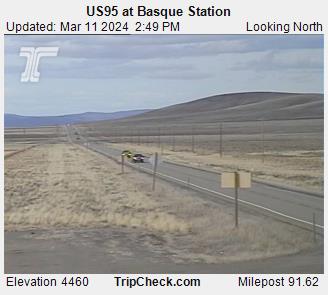 US95 at Basque Station
Updated: Mar 11 2024 2:49 PM Looking North
Elevation 4460 TripCheck.com Milepost 91.62